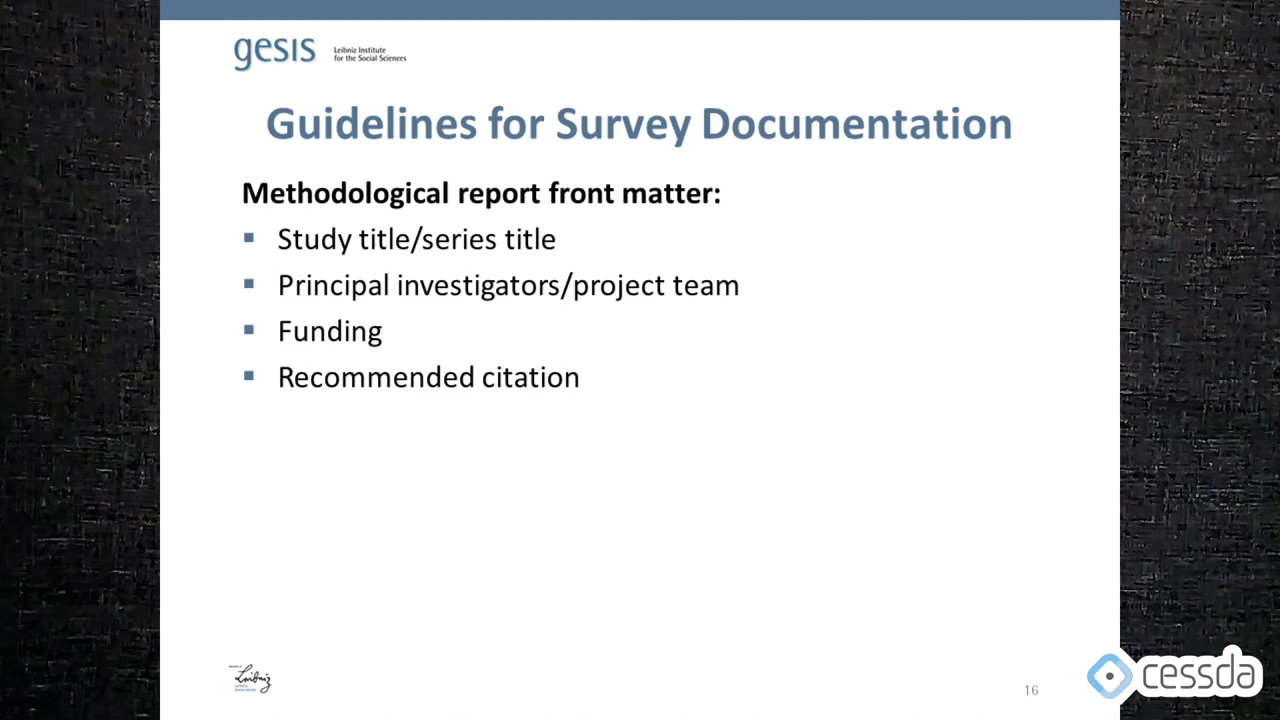 gesis
Leibniz Institute
for the Social Sciences
Guidelines for Survey Documentation
Methodological report front matter:
Study title/series title
Principal investigators/project team
Funding
Recommended citation
Leibniz
16
cessda